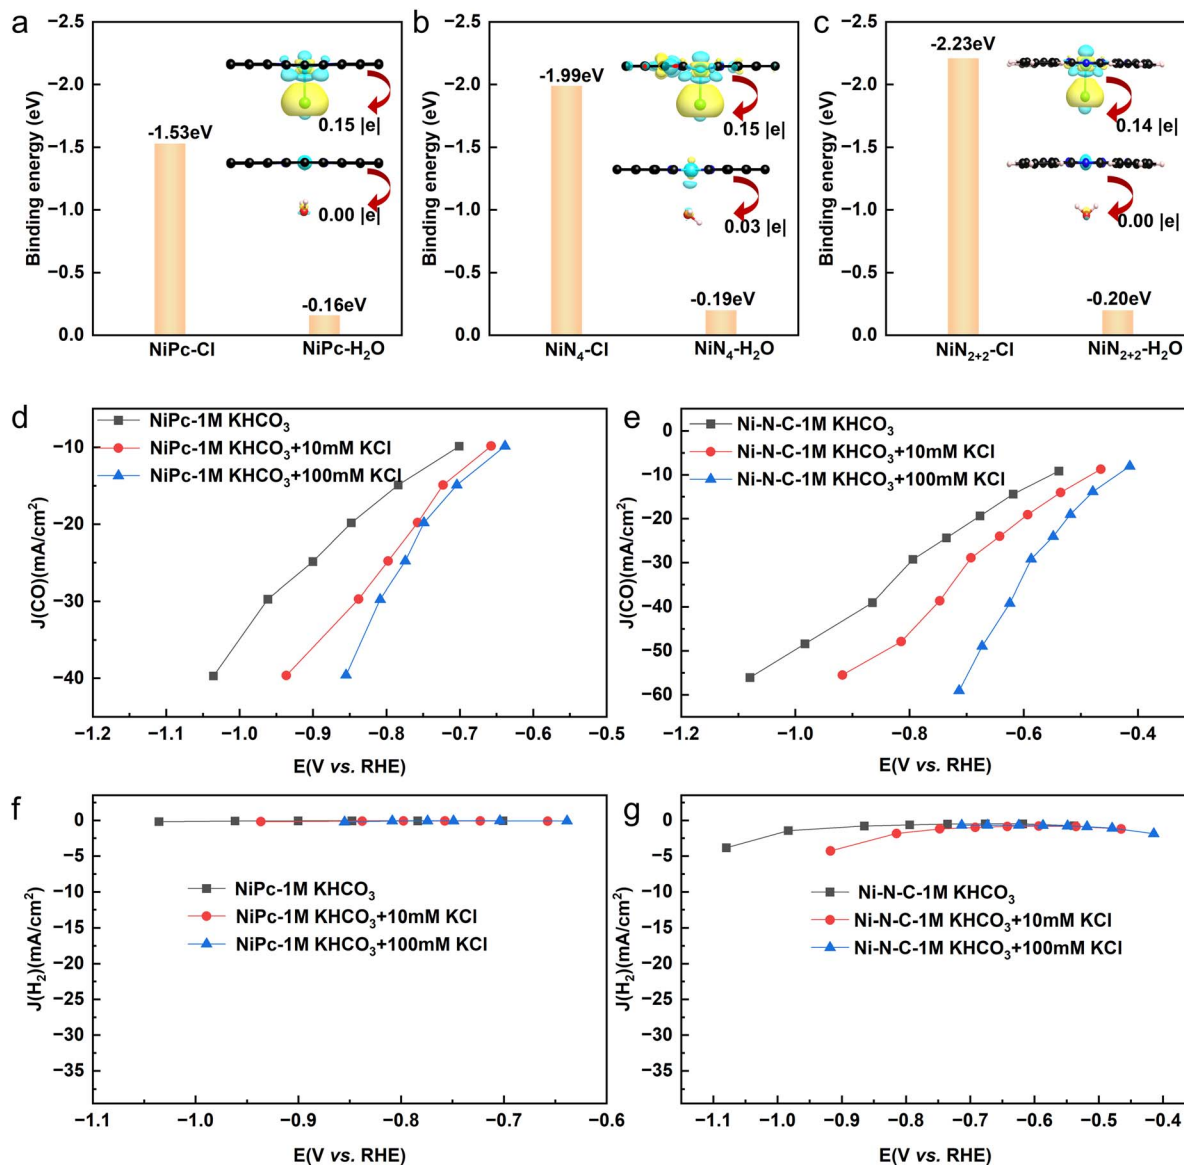 a
−2.5
−2.0
−1.5
−1.0
−0.5
0.0
Binding energy (eV)
-1.53eV
-0.16eV
0.15 |e|
0.00 |e|
NiPc-Cl
NiPc-H₂O
b
−2.5
−2.0
−1.5
−1.0
−0.5
0.0
Binding energy (eV)
-1.99eV
-0.19eV
0.15 |e|
0.03 |e|
NiN₄-Cl
NiN₄-H₂O
c
−2.5
−2.0
−1.5
−1.0
−0.5
0.0
Binding energy (eV)
-2.23eV
-0.20eV
0.14 |e|
0.00 |e|
NiN₂₊₂-Cl
NiN₂₊₂-H₂O
d
NiPc-1M KHCO₃
NiPc-1M KHCO₃+10mM KCl
NiPc-1M KHCO₃+100mM KCl
−10
−20
−30
−40
J(CO)(mA/cm²)
−1.2 −1.1 −1.0 −0.9 −0.8 −0.7 −0.6 −0.5
E(V vs. RHE)
e
Ni-N-C-1M KHCO₃
Ni-N-C-1M KHCO₃+10mM KCl
Ni-N-C-1M KHCO₃+100mM KCl
0
−10
−20
−30
−40
−50
−60
J(CO)(mA/cm²)
−1.2 −1.0 −0.8 −0.6 −0.4
E(V vs. RHE)
f
0
−5
−10
−15
−20
−25
−30
−35
J(H₂)(mA/cm²)
NiPc-1M KHCO₃
NiPc-1M KHCO₃+10mM KCl
NiPc-1M KHCO₃+100mM KCl
−1.1 −1.0 −0.9 −0.8 −0.7 −0.6
E(V vs. RHE)
g
0
−5
−10
−15
−20
−25
−30
−35
J(H₂)(mA/cm²)
Ni-N-C-1M KHCO₃
Ni-N-C-1M KHCO₃+10mM KCl
Ni-N-C-1M KHCO₃+100mM KCl
−1.1 −1.0 −0.9 −0.8 −0.7 −0.6 −0.5 −0.4
E(V vs. RHE)